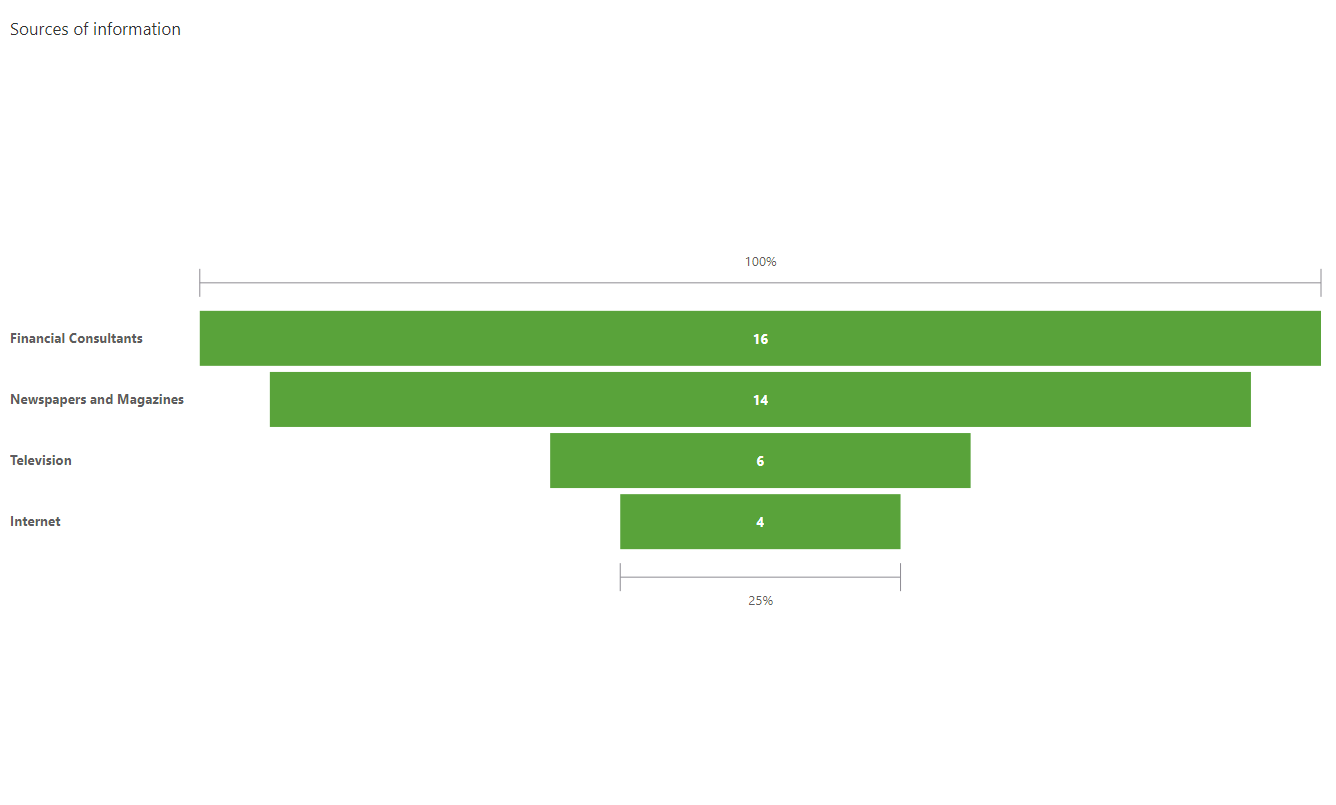 Sources of information
100%
Financial Consultants 16
Newspapers and Magazines 14
Television 6
Internet 4
25%